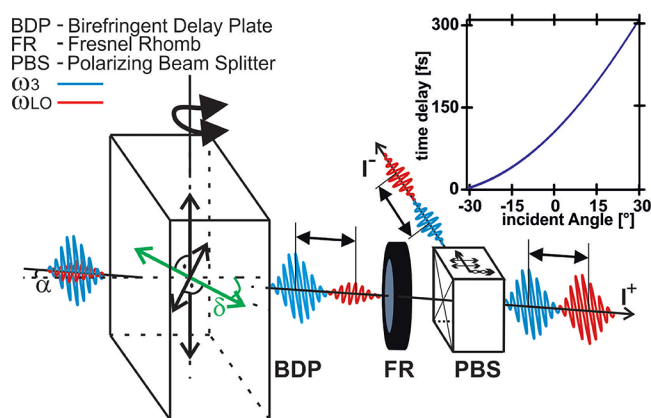 BDP - Birefringent Delay Plate
FR - Fresnel Rhomb
PBS - Polarizing Beam Splitter
ω3
ωLO
time delay [fs]
300
150
0
-30 -15 0 15 30
incident Angle [°]
I-
α
δ
I+
BDP FR PBS